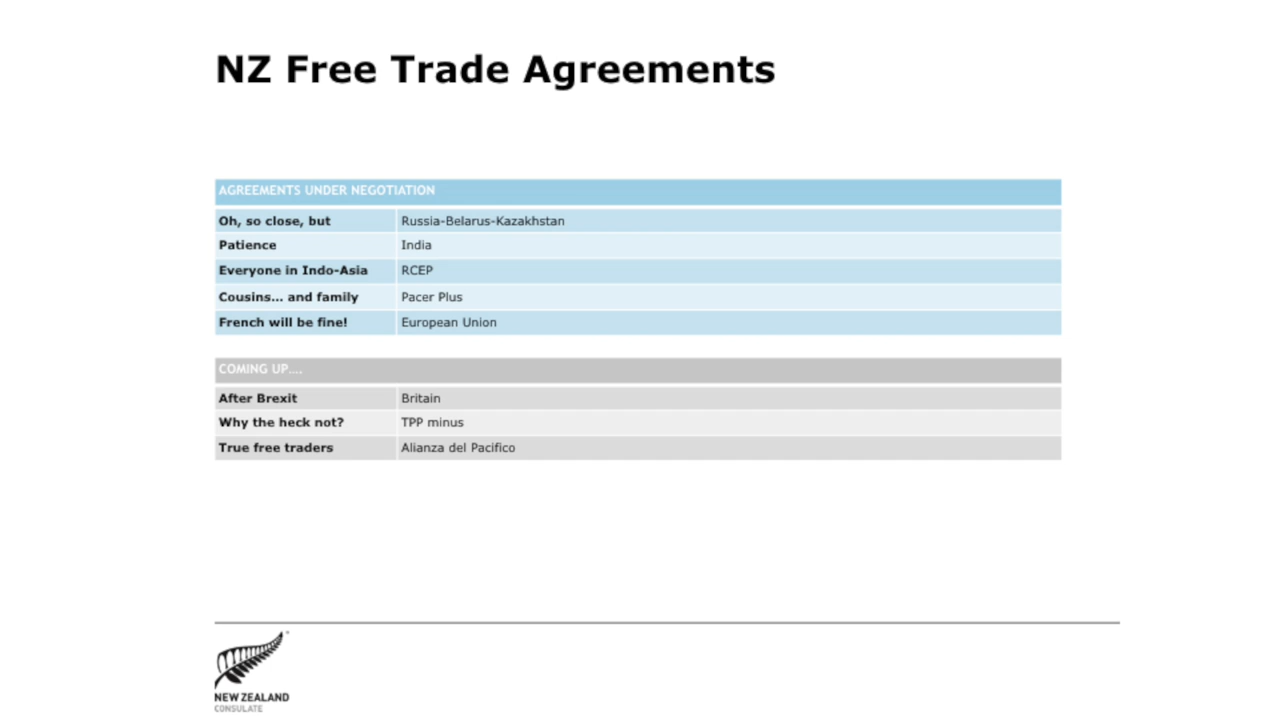 NZ Free Trade Agreements
AGREEMENTS UNDER NEGOTIATION
Oh, so close, but Russia-Belarus-Kazakhstan
Patience India
Everyone in Indo-Asia RCEP
Cousins... and family Pacer Plus
French will be fine! European Union
COMING UP....
After Brexit Britain
Why the heck not? TPP minus
True free traders Alianza del Pacifico
NEW ZEALAND
CONSULATE